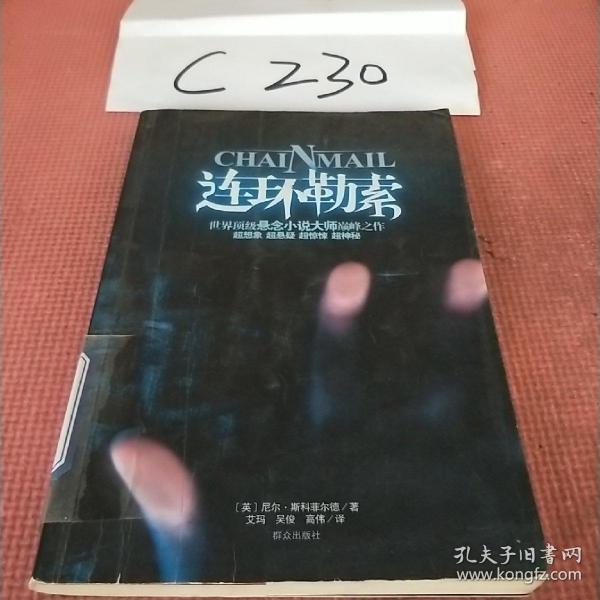 C 230
CHAINMAIL
连环勒索
世界顶级悬念小说大师巅峰之作
超想象 超悬疑 超惊悚 超神秘
[英]尼尔·斯科菲尔德/著
艾玛 吴俊 高伟/译
群众出版社
孔夫子旧书网
www.kongfz.com